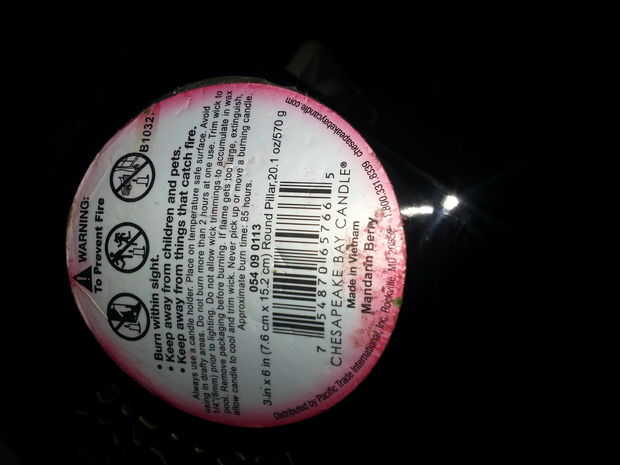 WARNING:
To Prevent Fire
B1032.
• Burn within sight.
• Keep away from children and pets.
• Keep away from things that catch fire.
Always use a candle holder. Place on temperature safe surface. Avoid
using in drafty areas. Do not burn more than 2 hours at one use. Trim wick to
1/4"(6mm) prior to lighting. Do not allow wick trimmings to accumulate in wax
pool. Remove packaging before burning. If flame gets too large, extinguish,
allow candle to cool and trim wick. Never pick up or move a burning candle.
Approximate burn time: 85 hours.
654 09 0113
3 in x 6 in (7.6 cm x 15.2 cm) Round Pillar,20.1 oz/570 g
7 54870 65766 5
CHESAPEAKE BAY CANDLE®
Made in Vietnam
Mandarin Berry
Distributed by Pacific Trade International, Inc. Rockville, MD 1.800.331.8339 chesapeakebaycandle.com